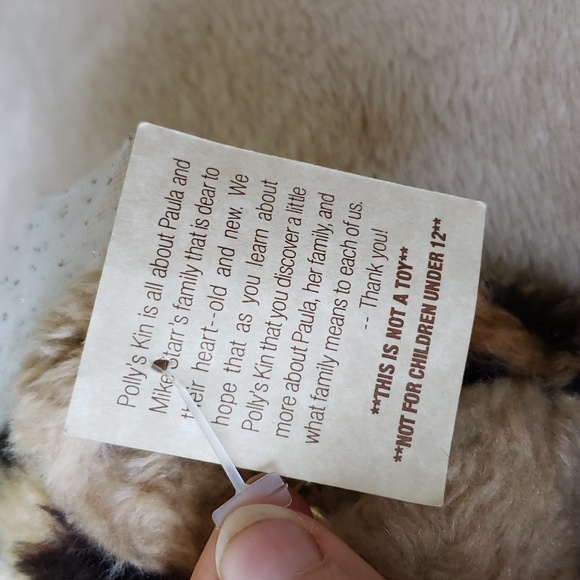 Polly's Kin is all about Paula and
Mike Starr's family that is dear to
their heart - old and new. We
hope that as you learn about
Polly's Kin that you discover a little
more about Paula, her family, and
what family means to each of us.
-- Thank you!
**THIS IS NOT A TOY**
**NOT FOR CHILDREN UNDER 12**